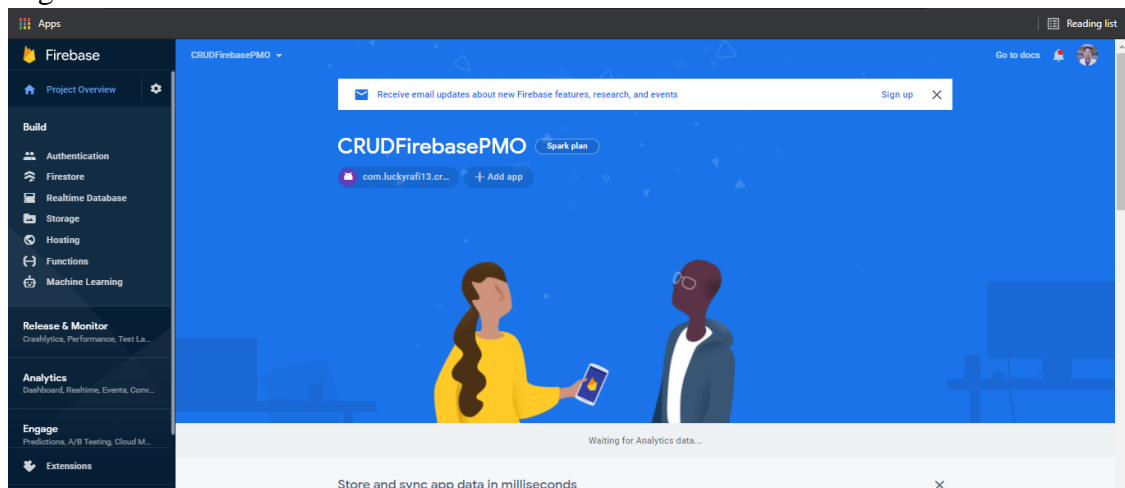 Apps
Reading list
Firebase
CRUDFirebasePMO
Go to docs
Project Overview
Receive email updates about new Firebase features, research, and events
Sign up
Build
CRUDFirebasePMO
Spark plan
Authentication
com.luckyrafi13.cr...
+ Add app
Firestore
Realtime Database
Storage
Hosting
Functions
Machine Learning
Release & Monitor
Crashlytics, Performance, Test La...
Analytics
Dashboard, Realtime, Events, Conv...
Engage
Predictions, A/B Testing, Cloud M...
Waiting for Analytics data...
Extensions
Store and sync app data in milliseconds